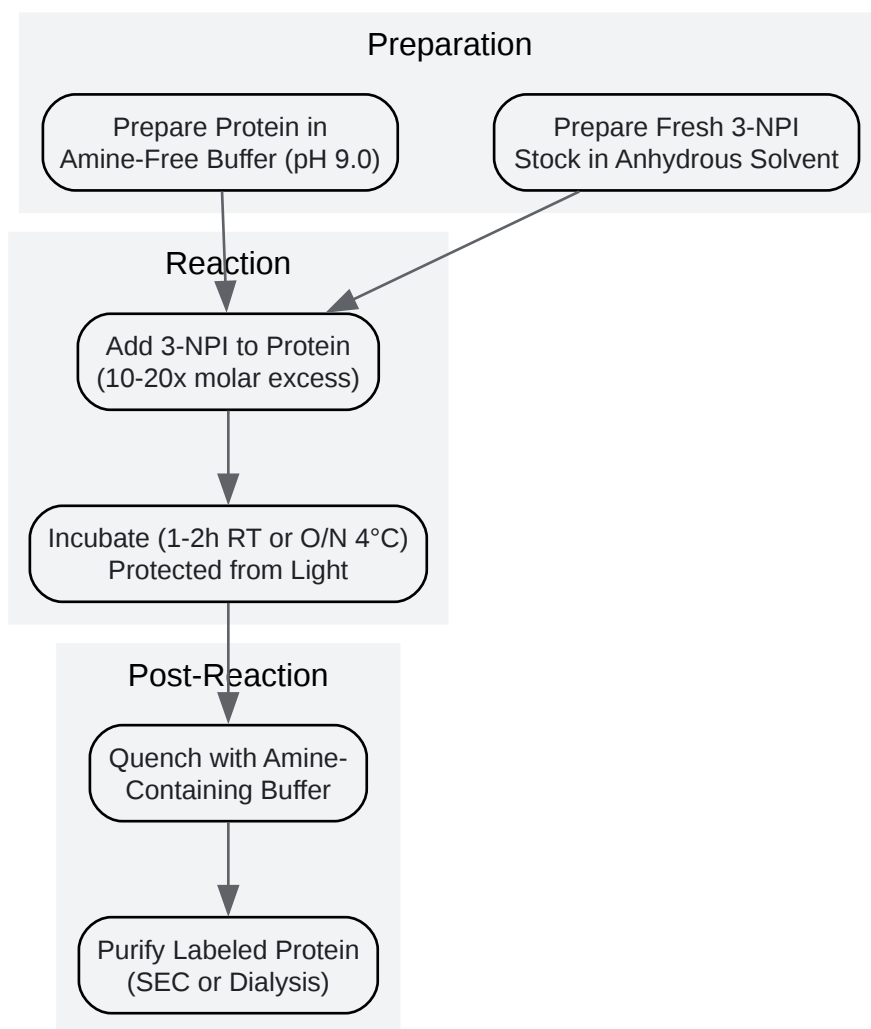 Preparation
Prepare Protein in
Amine-Free Buffer (pH 9.0)
Prepare Fresh 3-NPI
Stock in Anhydrous Solvent
Reaction
Add 3-NPI to Protein
(10-20x molar excess)
Incubate (1-2h RT or O/N 4°C)
Protected from Light
Post-Reaction
Quench with Amine-
Containing Buffer
Purify Labeled Protein
(SEC or Dialysis)